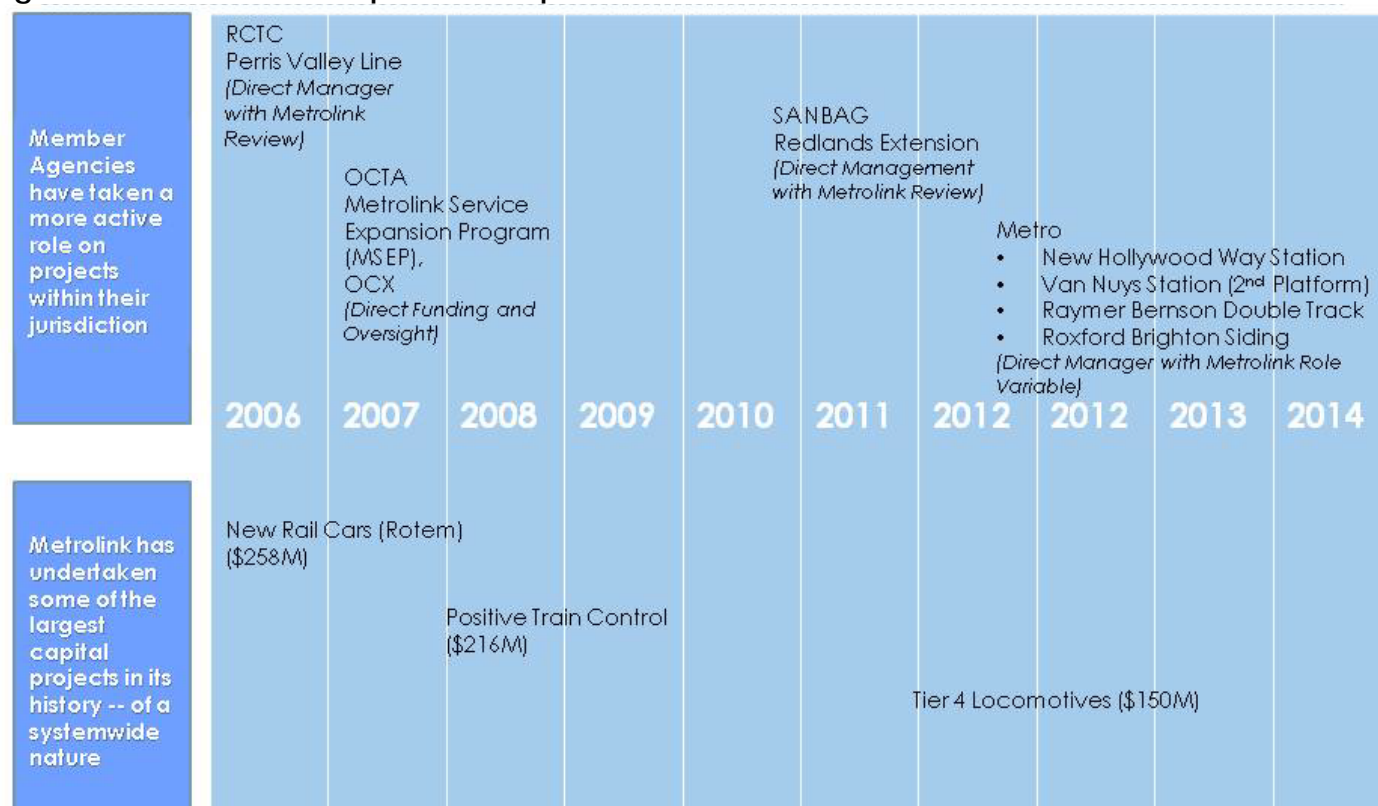 Member
Agencies
have taken a
more active
role on
projects
within their
jurisdiction
RCTC
Perris Valley Line
(Direct Manager
with Metrolink
Review)
OCTA
Metrolink Service
Expansion Program
(MSEP),
OCX
(Direct Funding and
Oversight)
SANBAG
Redlands Extension
(Direct Management
with Metrolink Review)
Metro
• New Hollywood Way Station
• Van Nuys Station (2nd Platform)
• Raymer Bernson Double Track
• Roxford Brighton Siding
(Direct Manager with Metrolink Role
Variable)
2006 2007 2008 2009 2010 2011 2012 2012 2013 2014
Metrolink has
undertaken
some of the
largest
capital
projects in its
history -- of a
systemwide
nature
New Rail Cars (Rotem)
($258M)
Positive Train Control
($216M)
Tier 4 Locomotives ($150M)